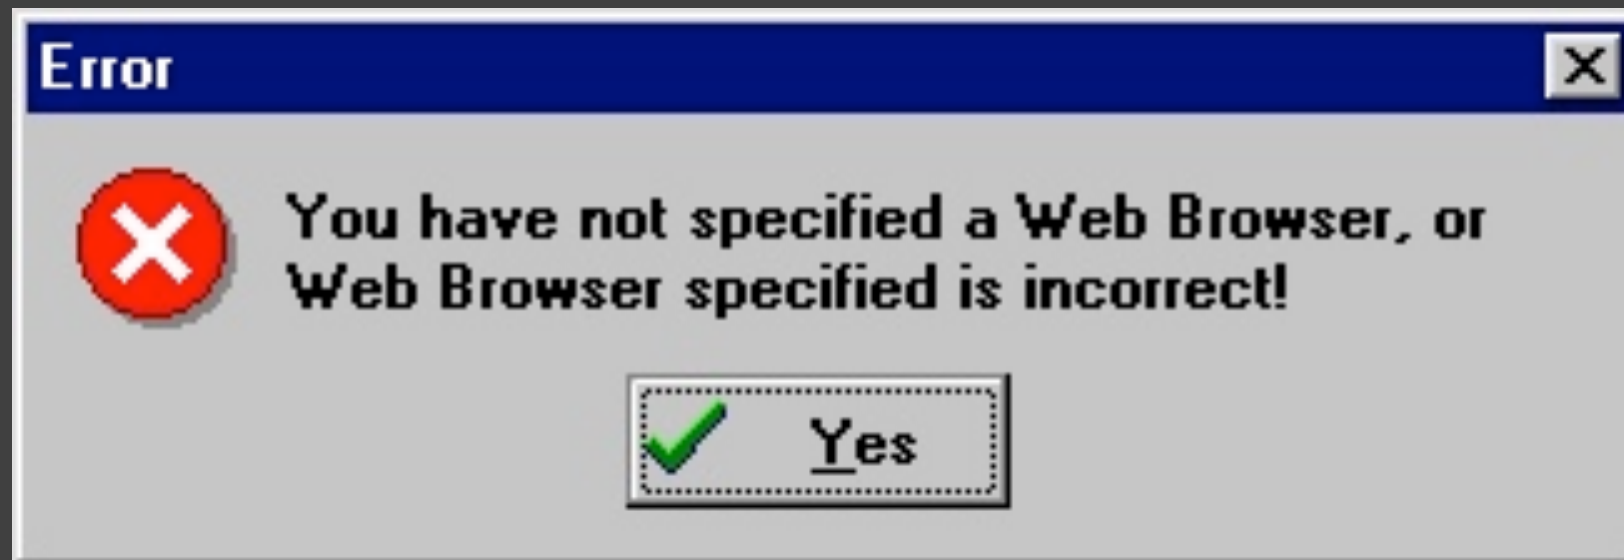 Error
You have not specified a Web Browser, or
Web Browser specified is incorrect!
Yes